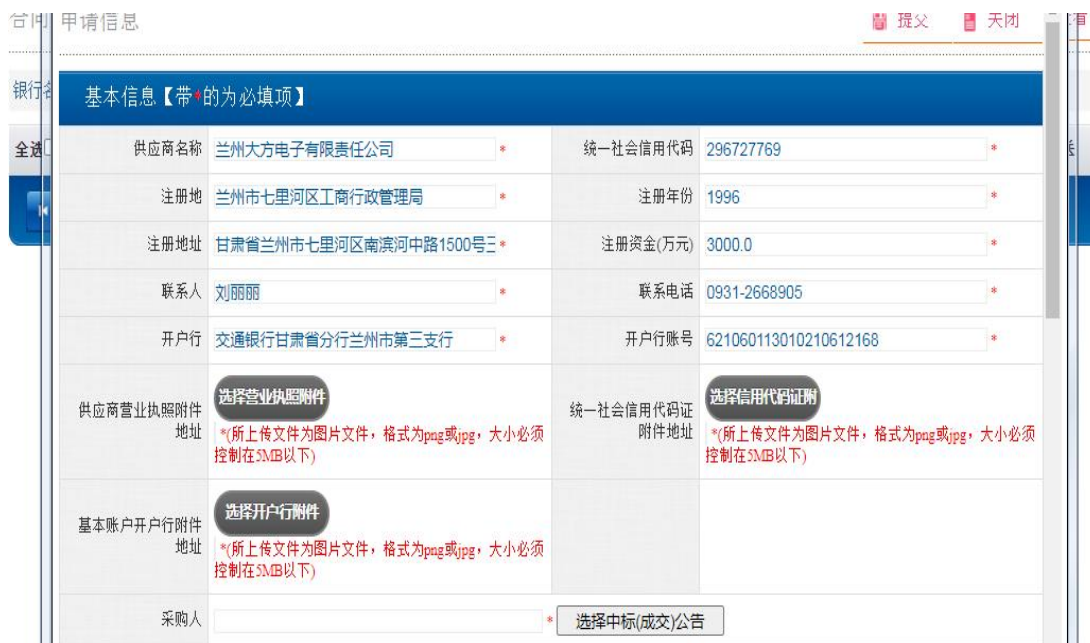 合同
申请信息
提交
关闭
查看
银行名
基本信息【带*的为必填项】
全选
供应商名称 兰州大方电子有限责任公司 * 统一社会信用代码 296727769 *
注册地 兰州市七里河区工商行政管理局 * 注册年份 1996 *
注册地址 甘肃省兰州市七里河区南滨河中路1500号三 * 注册资金(万元) 3000.0 *
联系人 刘丽丽 * 联系电话 0931-2668905 *
开户行 交通银行甘肃省分行兰州市第三支行 * 开户行账号 621060113010210612168 *
供应商营业执照附件
地址
选择营业执照附件
*(所上传文件为图片文件，格式为png或jpg，大小必须
控制在5MB以下)
统一社会信用代码证
附件地址
选择信用代码证附
*(所上传文件为图片文件，格式为png或jpg，大小必须
控制在5MB以下)
基本账户开户行附件
地址
选择开户行附件
*(所上传文件为图片文件，格式为png或jpg，大小必须
控制在5MB以下)
采购人 * 选择中标(成交)公告